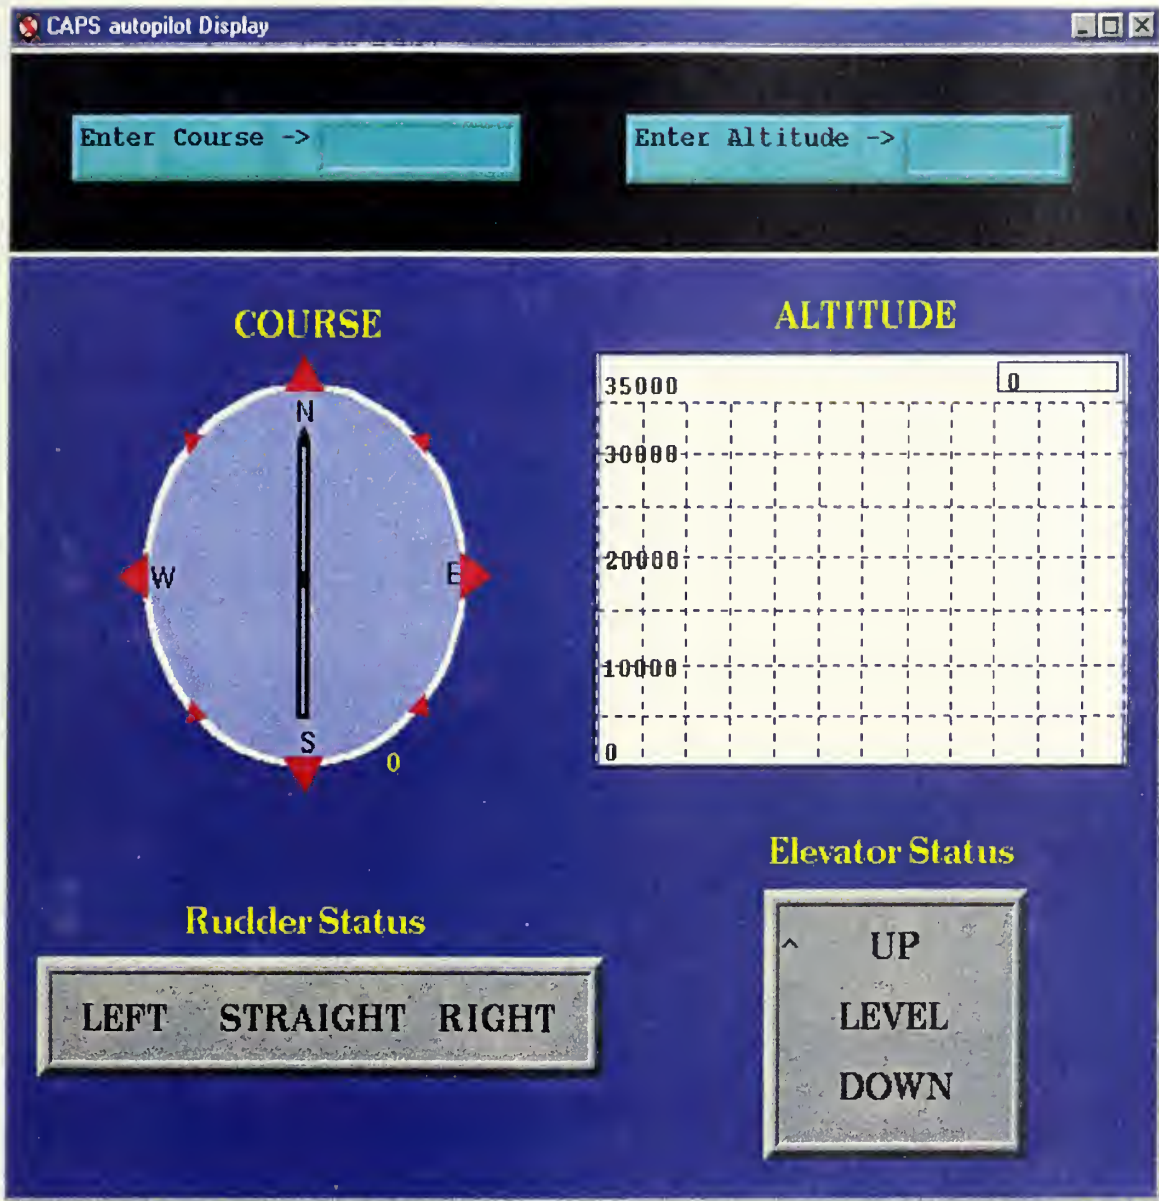 CAPS autopilot Display
Enter Course ->
Enter Altitude ->
COURSE
N
W
E
S
0
ALTITUDE
35000
0
30000
20000
10000
0
Rudder Status
LEFT STRAIGHT RIGHT
Elevator Status
^ UP
LEVEL
DOWN